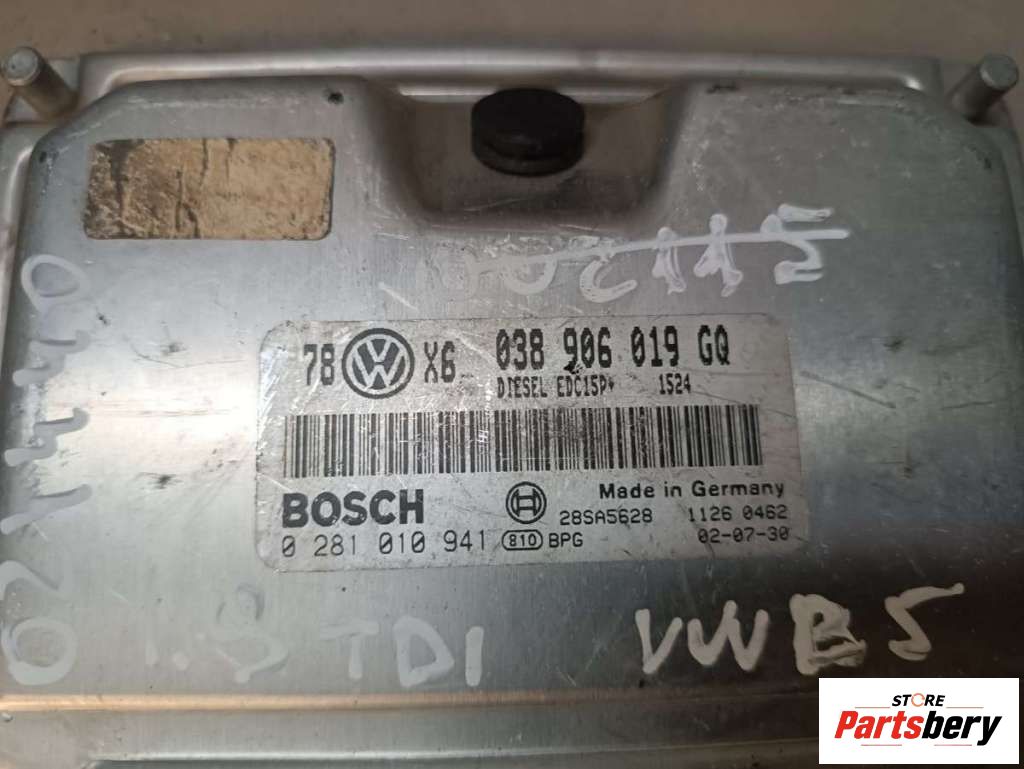 78 VW X6 038 906 019 GQ
DIESEL EDC15P+ 1524
BOSCH
Made in Germany
28SA5628 1126 0462
0 281 010 941 810 BPG 02-07-30
1.9 TDI VWB5
STORE
Partsbery